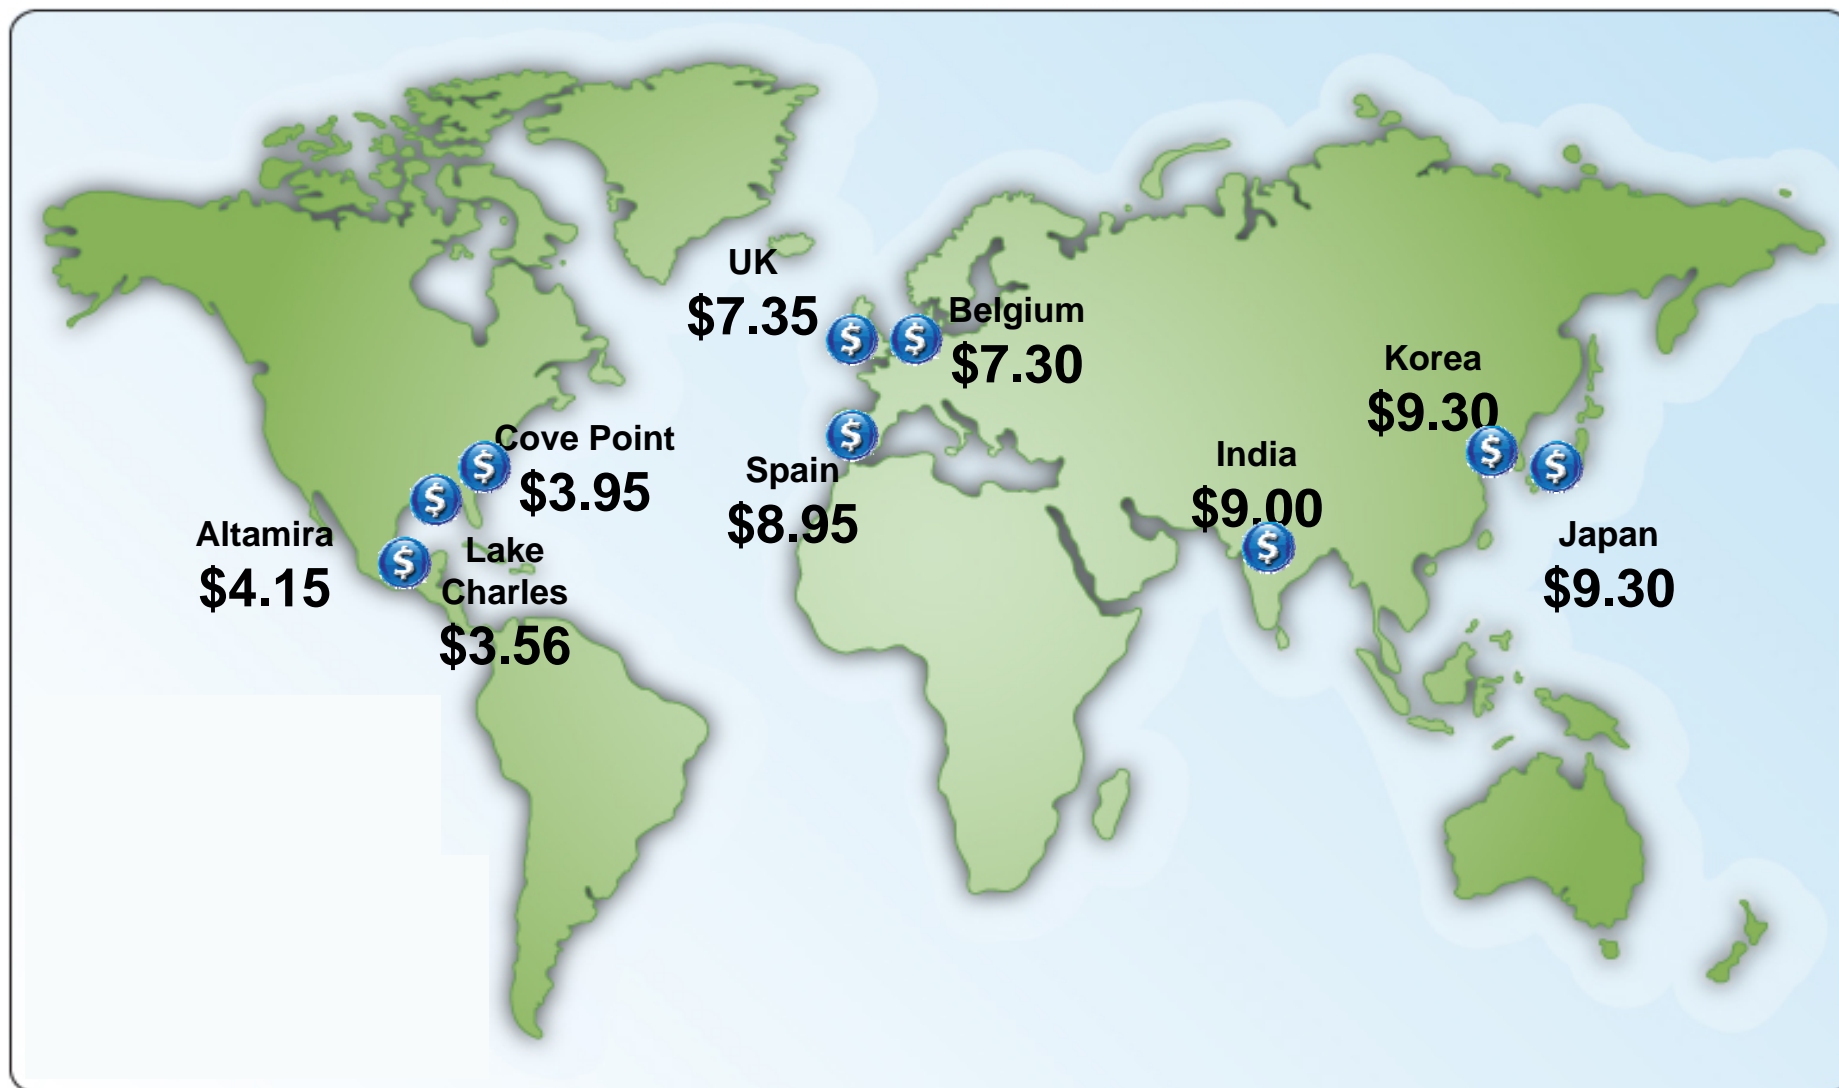 UK
$7.35
Belgium
$7.30
Korea
$9.30
Cove Point
$3.95
India
$9.00
Spain
$8.95
Altamira
$4.15
Lake
Charles
$3.56
Japan
$9.30
$
$
$
$
$
$
$
$
$